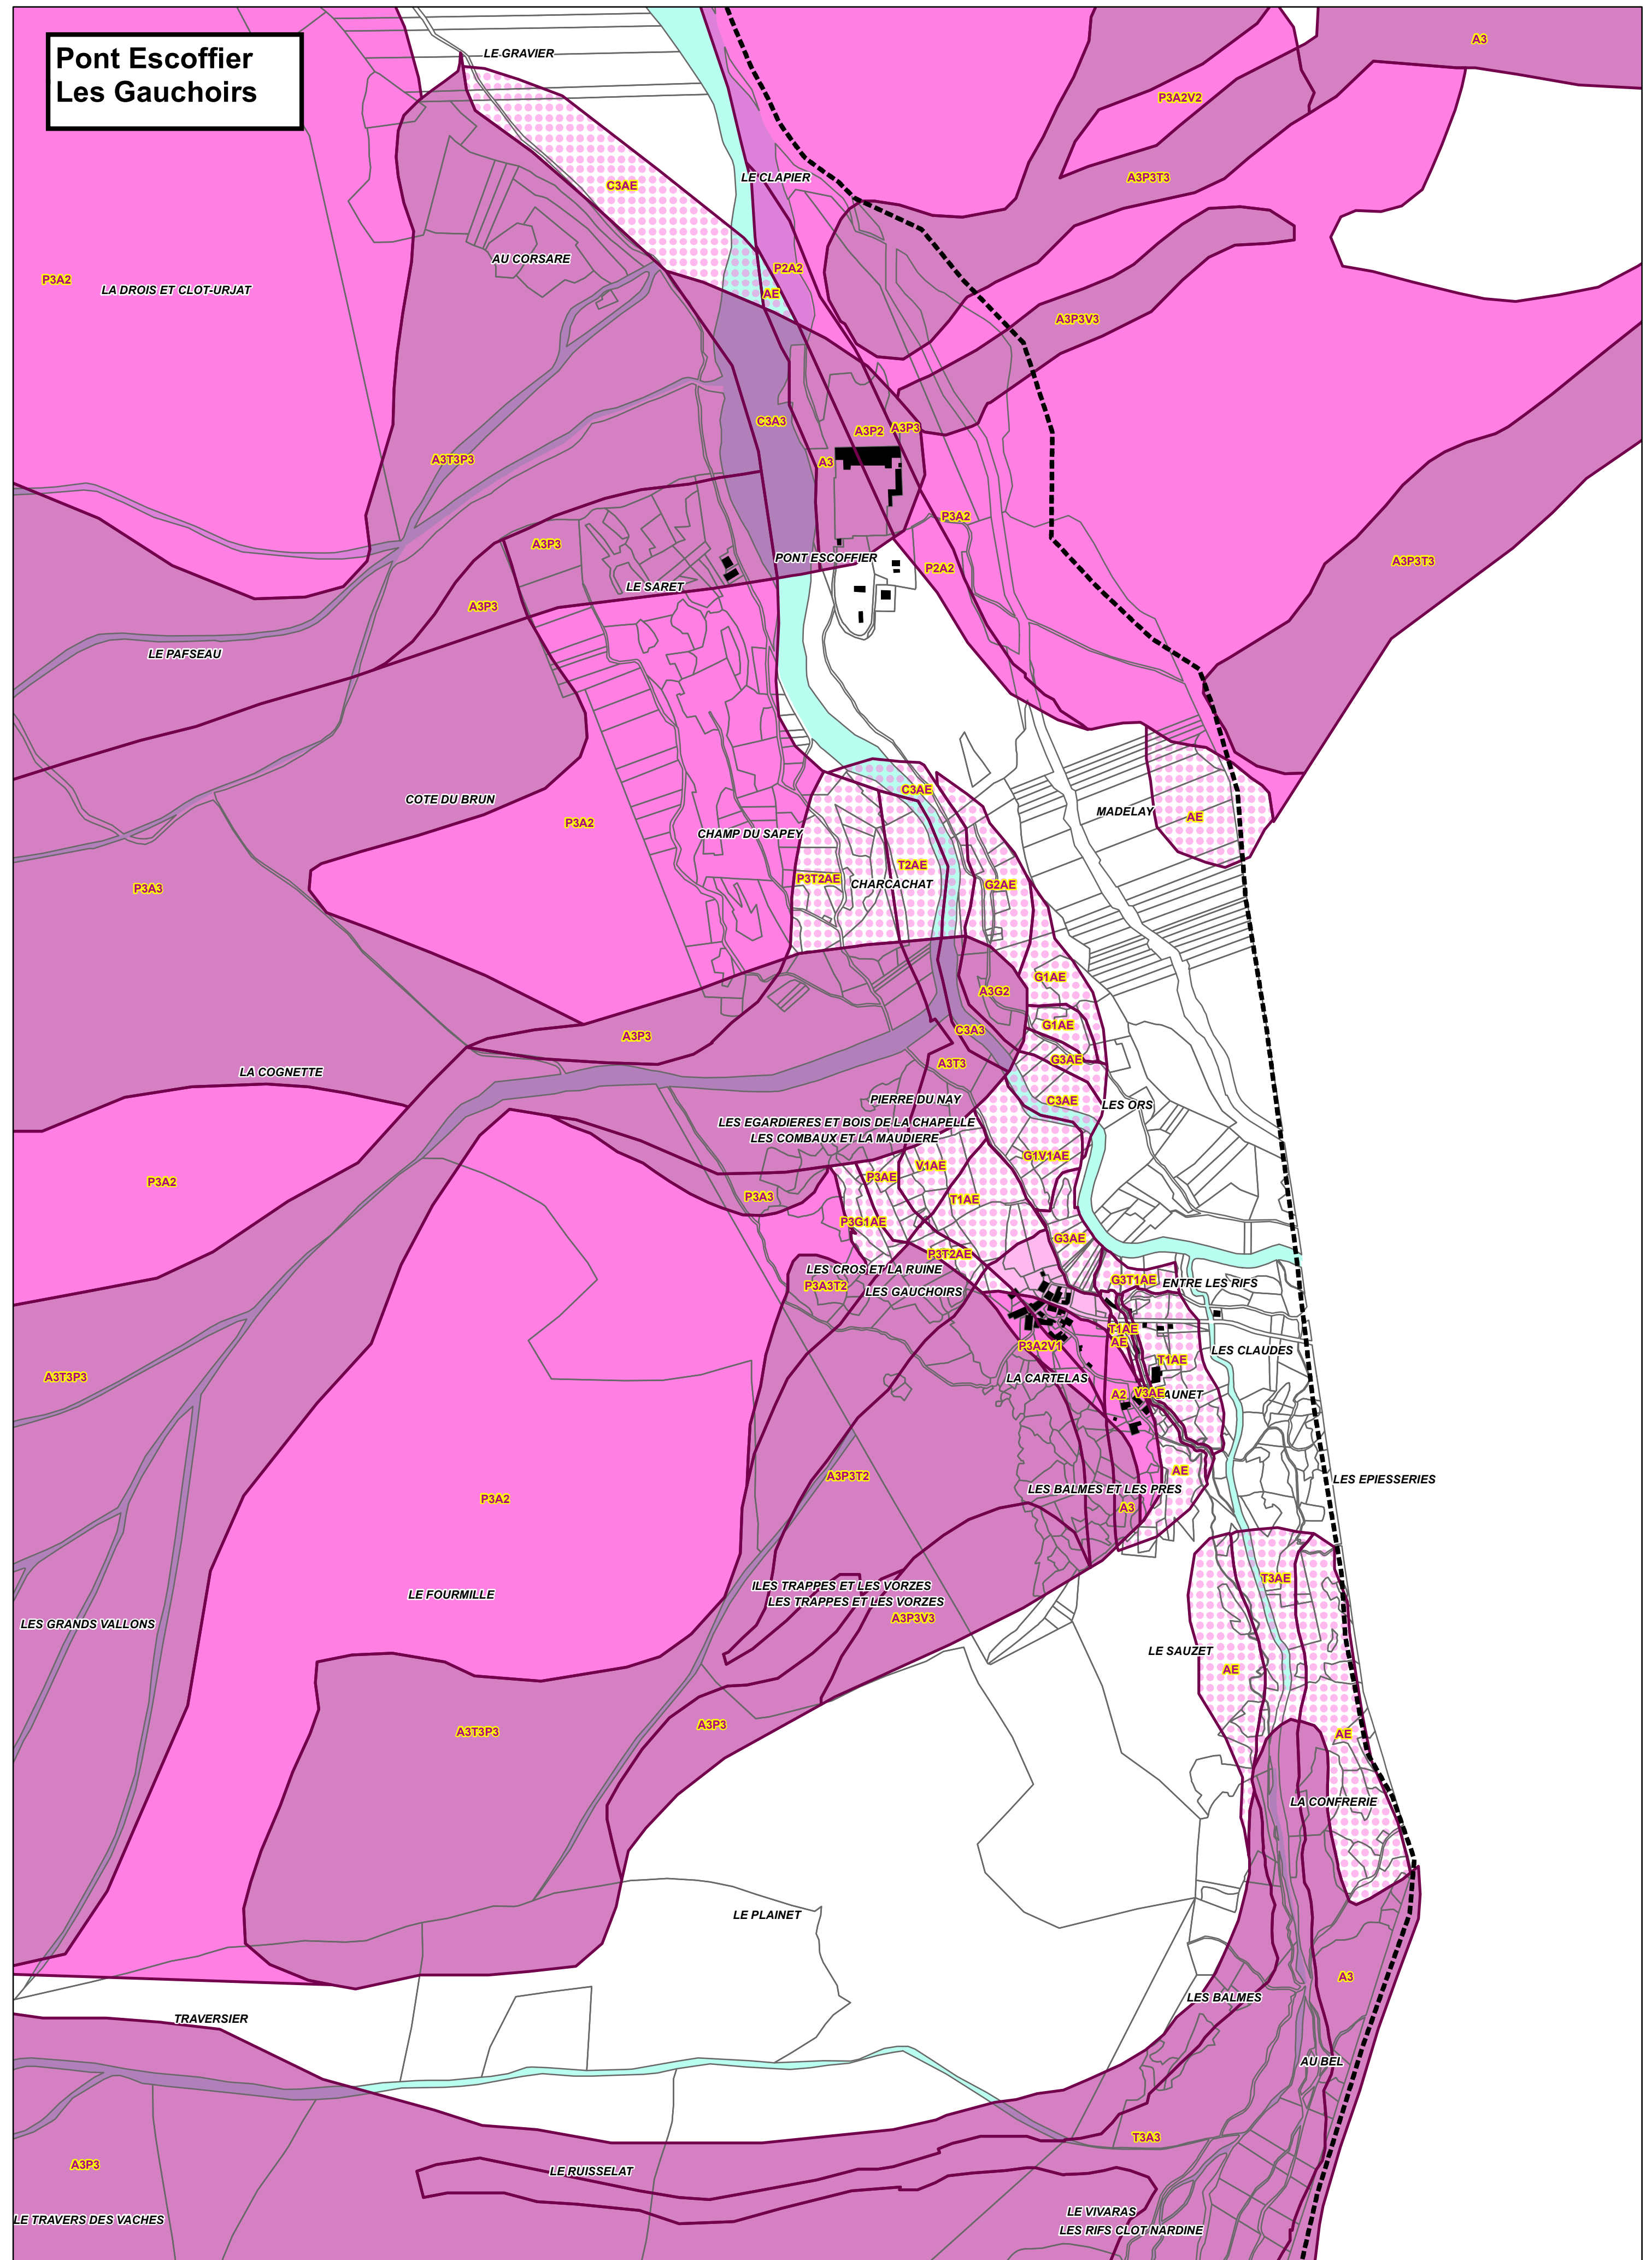 Pont Escoffier
Les Gauchoirs
A3
LE GRAVIER
P3A2V2
LE CLAPIER
A3P3T3
C3AE
AU CORSARE
P2A2
P3A2
LA DROIS ET CLOT-URJAT
AE
A3P3V3
C3A3
A3P2
A3P3
A3T3P3
A3
P3A2
A3P3
PONT ESCOFFIER
A3P3T3
P2A2
LE SARET
A3P3
LE PAFSEAU
C3AE
COTE DU BRUN
MADELAY
AE
P3A2
CHAMP DU SAPEY
T2AE
P3T2AE
CHARCACHAT
G2AE
P3A3
G1AE
A3G2
G1AE
C3A3
A3P3
G3AE
A3T3
LA COGNETTE
PIERRE DU NAY
C3AE
LES ORS
LES EGARDIERES ET BOIS DE LA CHAPELLE
LES COMBAUX ET LA MAUDIERE
G1V1AE
V1AE
P3AE
P3A2
P3A3
T1AE
P3G1AE
G3AE
P3T2AE
LES CROS ET LA RUINE
G3T1AE
ENTRE LES RIFS
P3A3T2
LES GAUCHOIRS
T1AE
AE
P3A2V1
LES CLAUDES
T1AE
A3T3P3
LA CARTELAS
A2
V3AE
AUNET
AE
A3P3T2
LES EPIESSERIES
LES BALMES ET LES PRES
P3A2
A3
T3AE
ILES TRAPPES ET LES VORZES
LE FOURMILLE
LES TRAPPES ET LES VORZES
A3P3V3
LES GRANDS VALLONS
LE SAUZET
AE
A3P3
A3T3P3
AE
LA CONFRERIE
LE PLAINET
A3
LES BALMES
TRAVERSIER
AU BEL
T3A3
A3P3
LE RUISSELAT
LE VIVARAS
LE TRAVERS DES VACHES
LES RIFS CLOT NARDINE